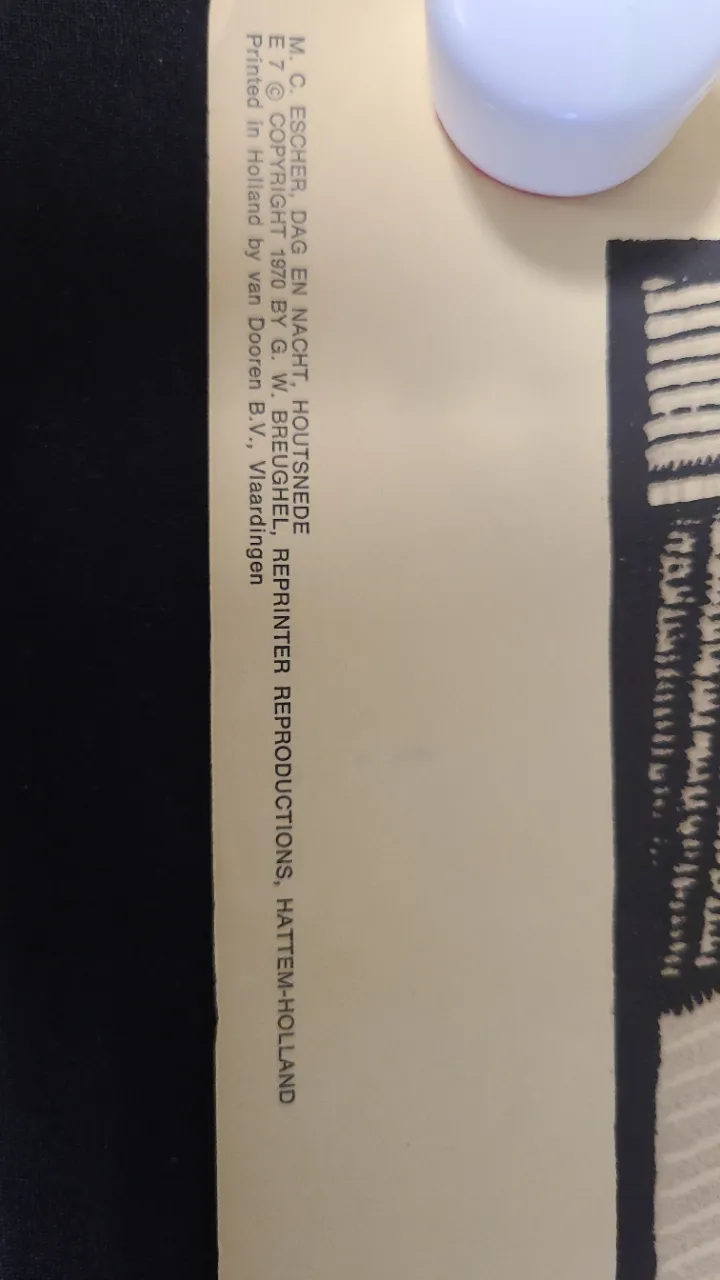 M. C. ESCHER, DAG EN NACHT, HOUTSNEDE
E 7 © COPYRIGHT 1970 BY G. W. BREUGHEL, REPRINTER REPRODUCTIONS, HATTEM-HOLLAND
Printed in Holland by van Dooren B.V., Vlaardingen